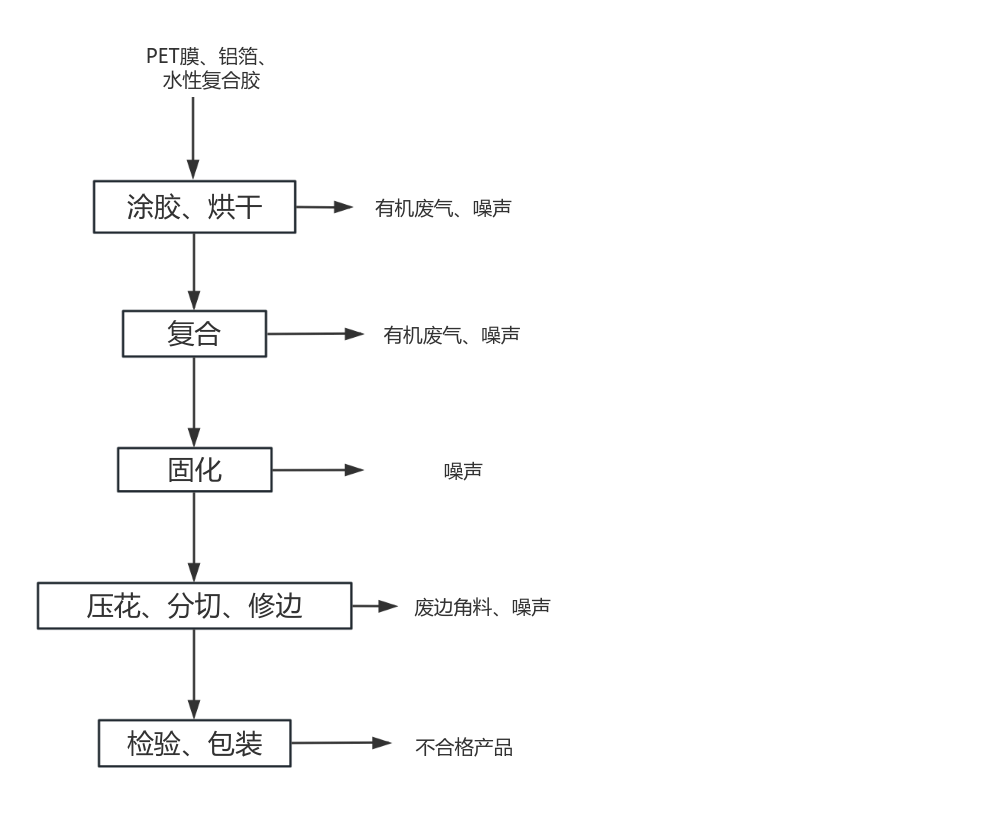 PET膜、铝箔、
水性复合胶
涂胶、烘干
有机废气、噪声
复合
有机废气、噪声
固化
噪声
压花、分切、修边
废边角料、噪声
检验、包装
不合格产品